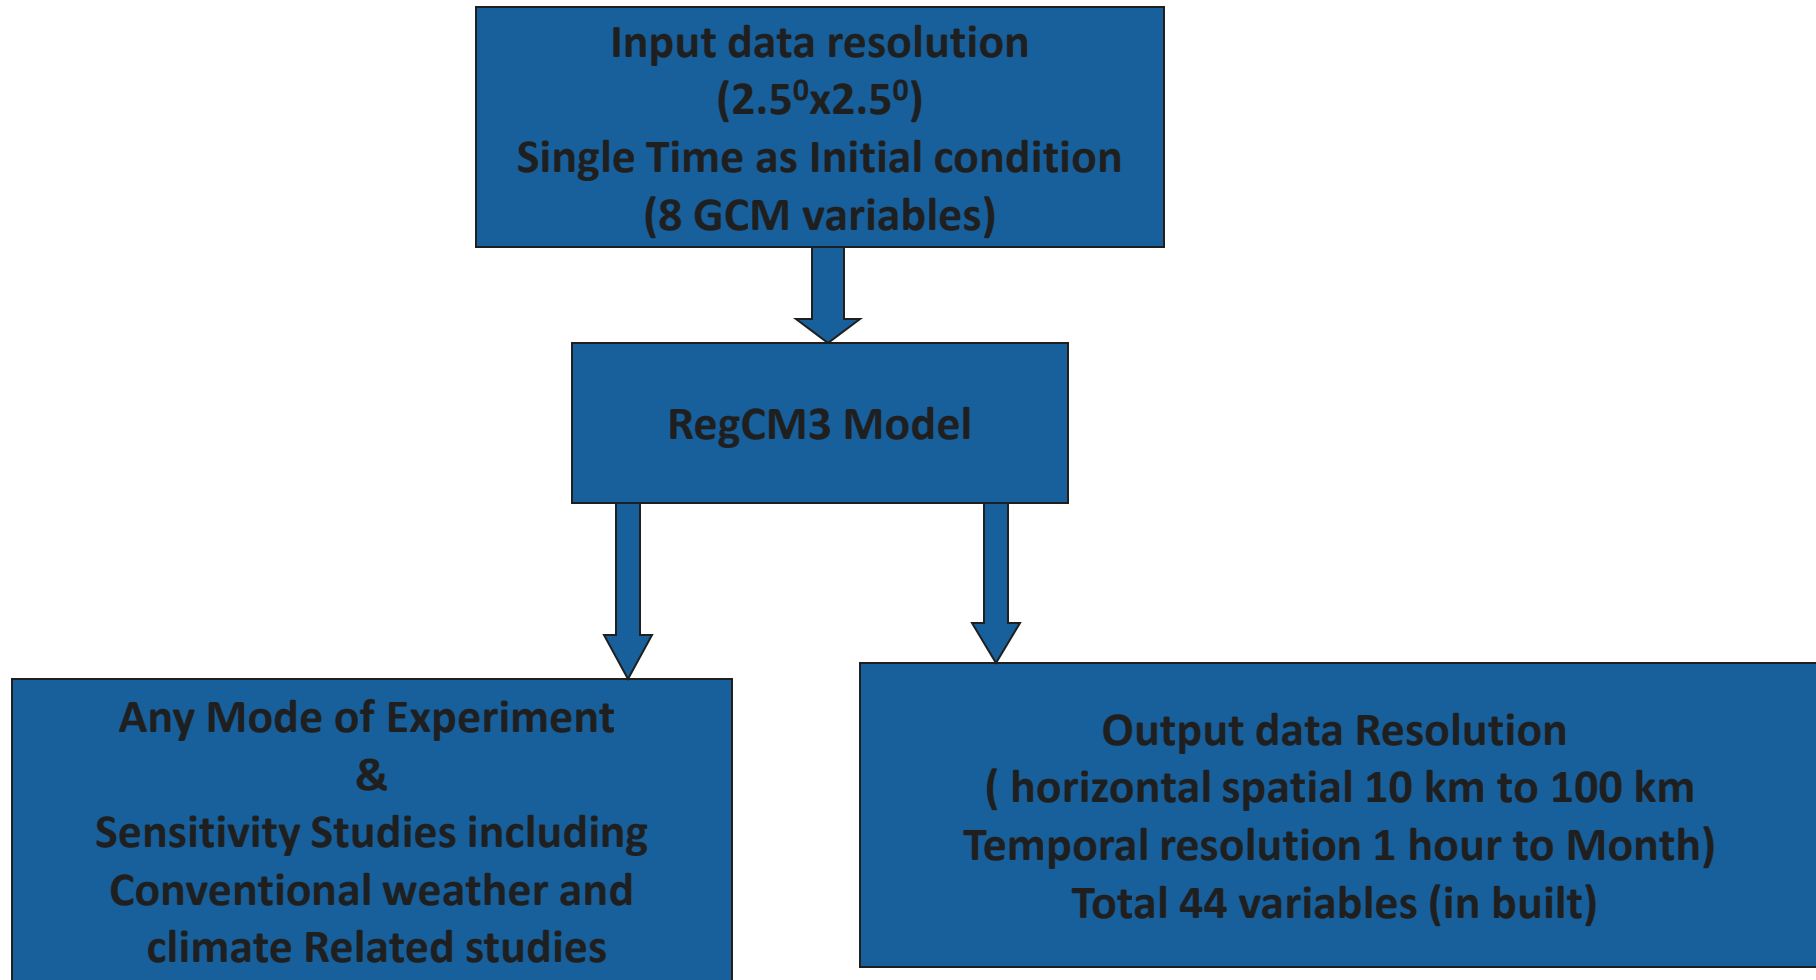 Input data resolution
(2.5⁰x2.5⁰)
Single Time as Initial condition
(8 GCM variables)
RegCM3 Model
Any Mode of Experiment
&
Sensitivity Studies including
Conventional weather and
climate Related studies
Output data Resolution
( horizontal spatial 10 km to 100 km
Temporal resolution 1 hour to Month)
Total 44 variables (in built)